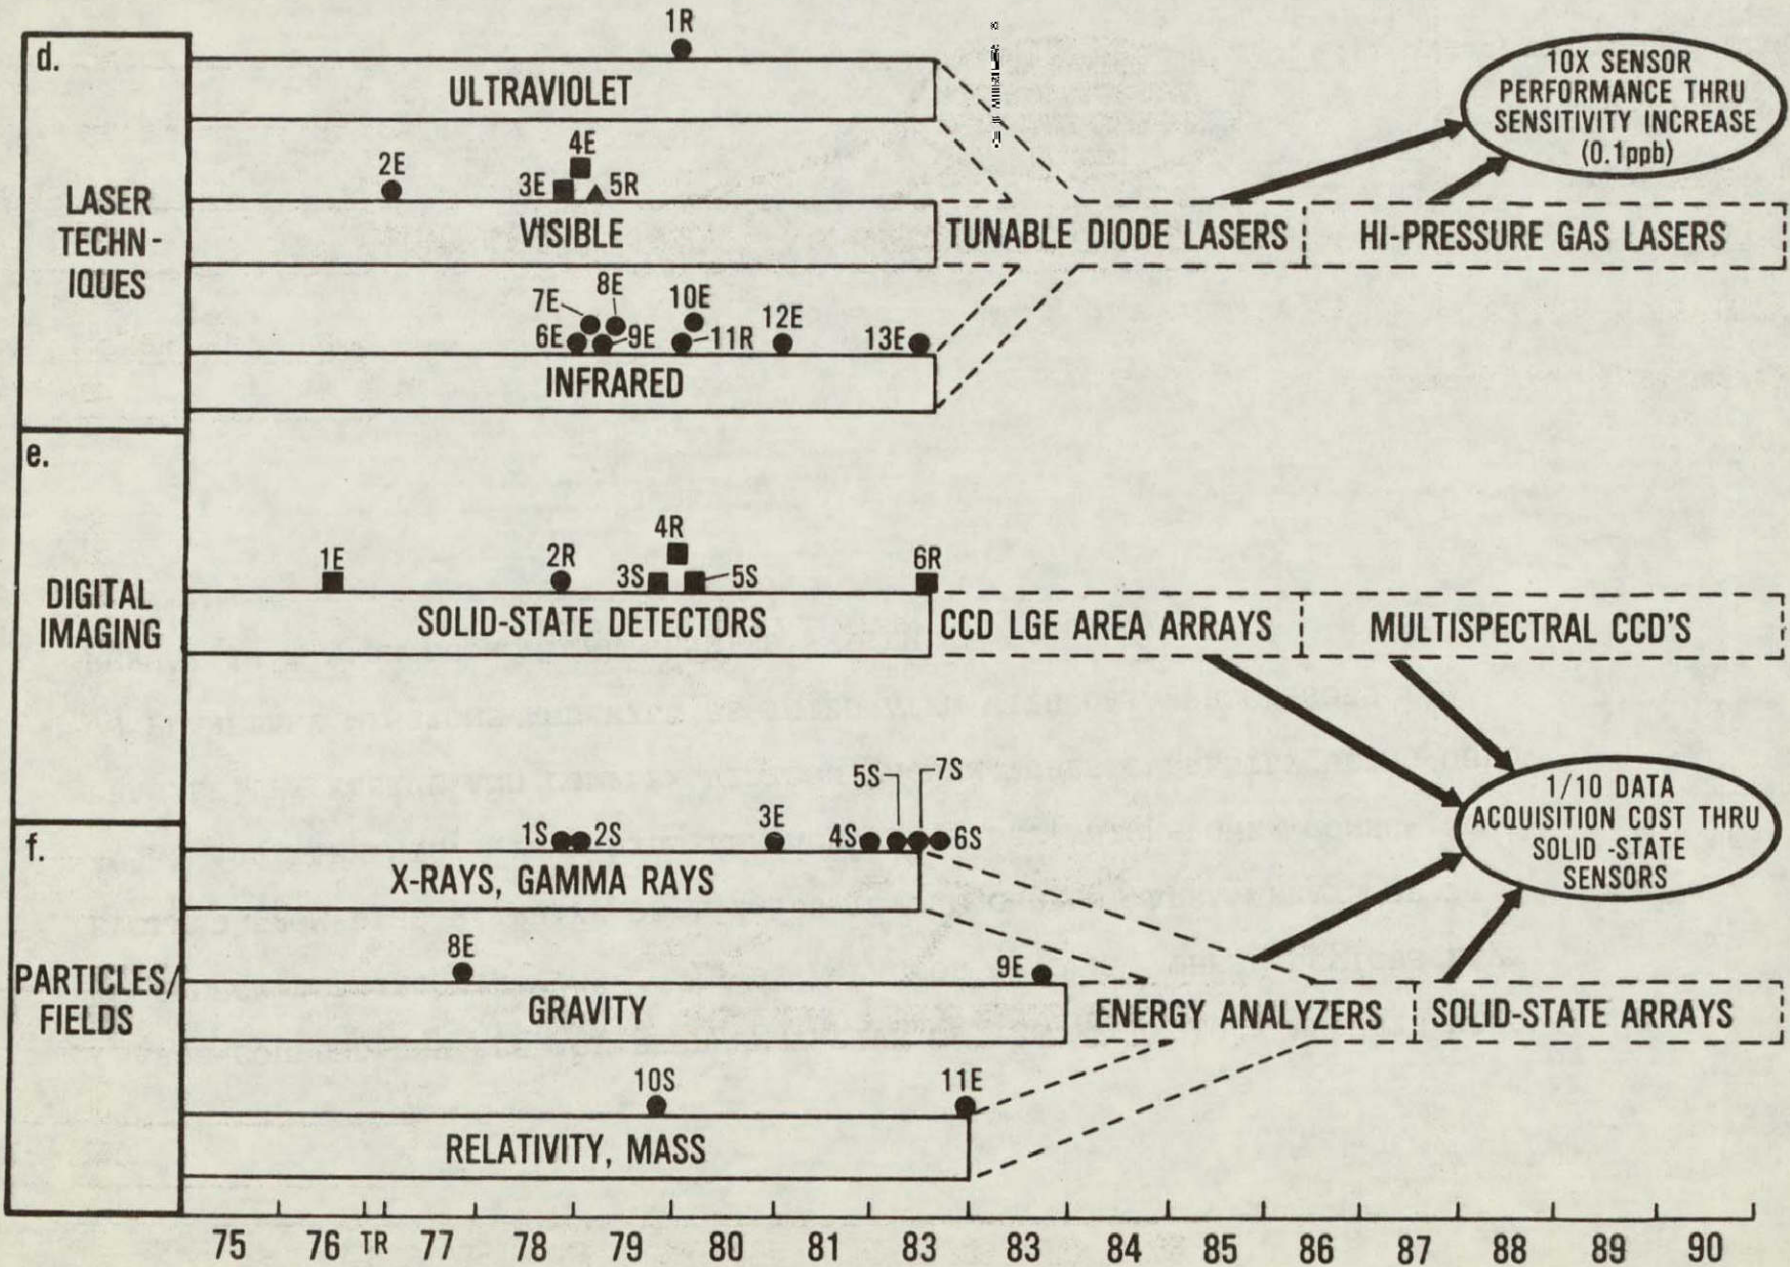 d.
LASER
TECHN-
IQUES
1R
ULTRAVIOLET
2E
3E
4E
5R
VISIBLE
TUNABLE DIODE LASERS
HI-PRESSURE GAS LASERS
10X SENSOR
PERFORMANCE THRU
SENSITIVITY INCREASE
(0.1ppb)
7E
8E
10E
12E
6E
9E
11R
13E
INFRARED
e.
DIGITAL
IMAGING
1E
2R
4R
3S
5S
6R
SOLID-STATE DETECTORS
CCD LGE AREA ARRAYS
MULTISPECTRAL CCD'S
1/10 DATA
ACQUISITION COST THRU
SOLID-STATE
SENSORS
f.
PARTICLES/
FIELDS
5S
7S
1S
2S
3E
4S
6S
X-RAYS, GAMMA RAYS
8E
9E
GRAVITY
ENERGY ANALYZERS
SOLID-STATE ARRAYS
10S
11E
RELATIVITY, MASS
75 76 TR 77 78 79 80 81 83 83 84 85 86 87 88 89 90